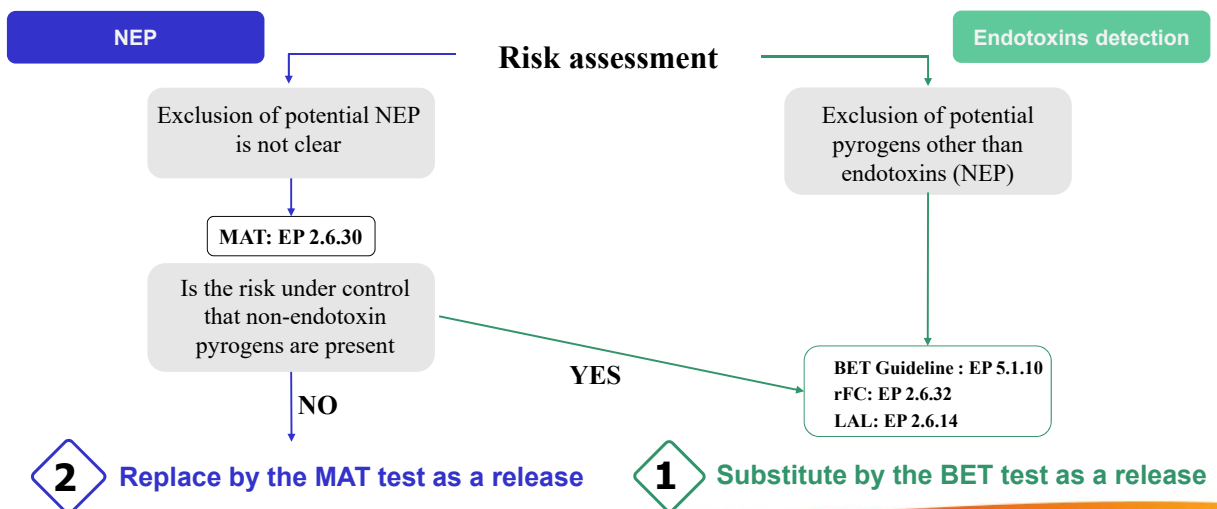 NEP
Risk assessment
Endotoxins detection
Exclusion of potential NEP
is not clear
MAT: EP 2.6.30
Is the risk under control
that non-endotoxin
pyrogens are present
NO
YES
Exclusion of potential
pyrogens other than
endotoxins (NEP)
BET Guideline : EP 5.1.10
rFC: EP 2.6.32
LAL: EP 2.6.14
2 Replace by the MAT test as a release
1 Substitute by the BET test as a release